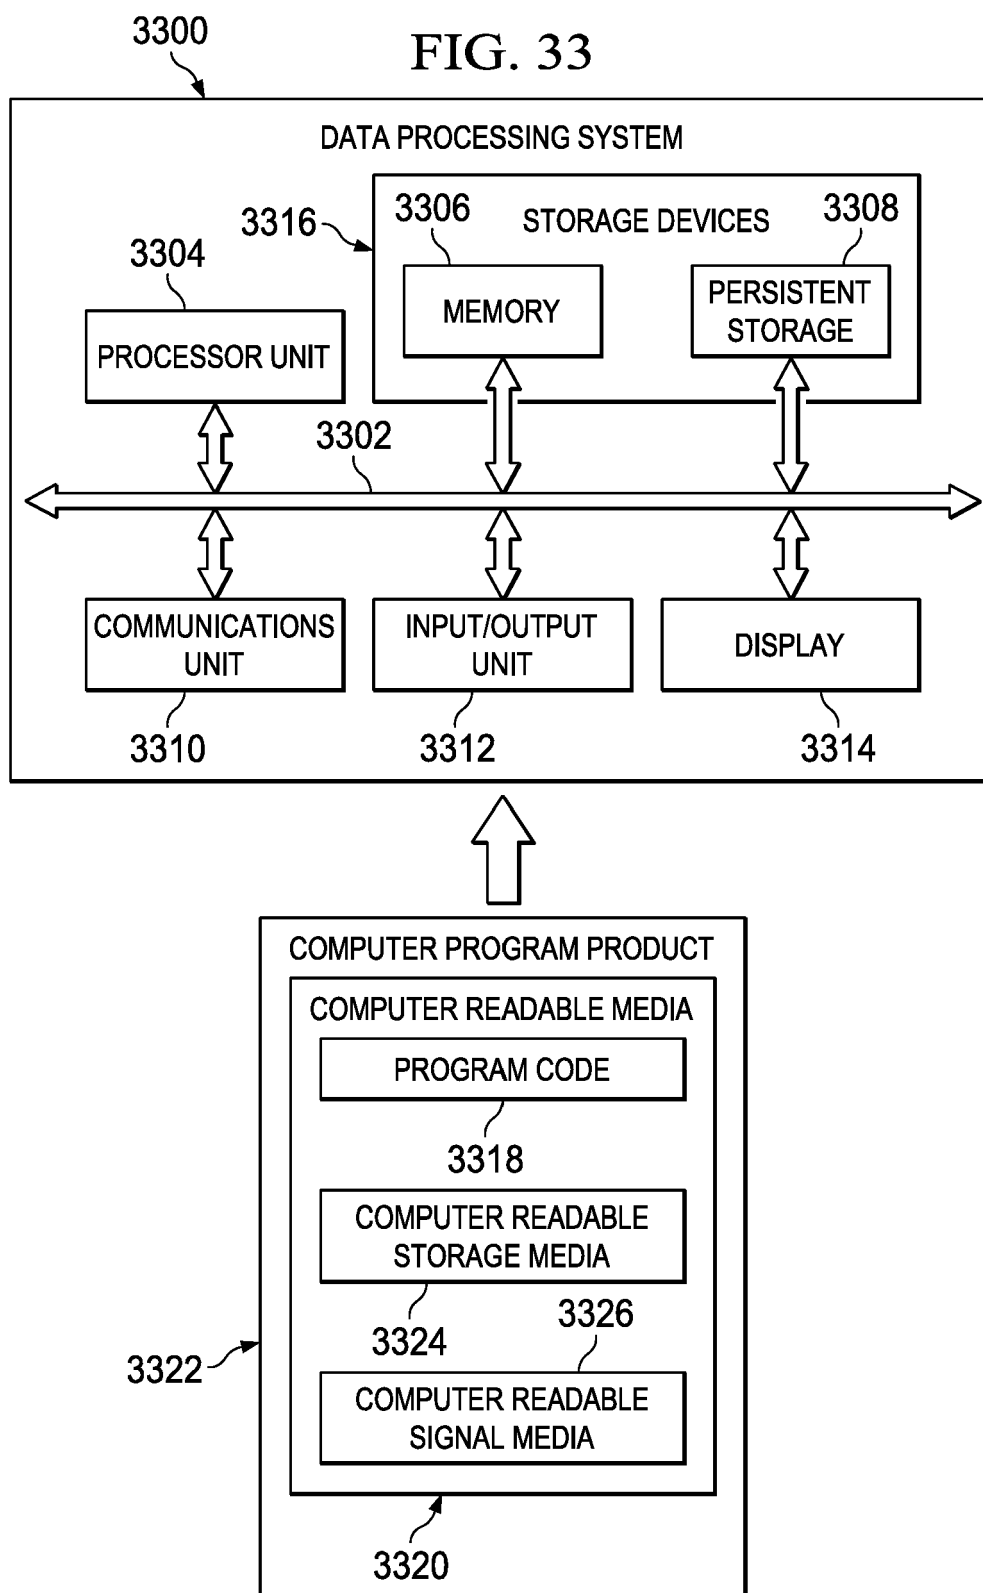 3300
FIG. 33
DATA PROCESSING SYSTEM
3316
3306
STORAGE DEVICES
3308
3304
MEMORY
PERSISTENT
STORAGE
PROCESSOR UNIT
3302
COMMUNICATIONS
UNIT
INPUT/OUTPUT
UNIT
DISPLAY
3310
3312
3314
COMPUTER PROGRAM PRODUCT
COMPUTER READABLE MEDIA
PROGRAM CODE
3318
COMPUTER READABLE
STORAGE MEDIA
3324
3326
3322
COMPUTER READABLE
SIGNAL MEDIA
3320